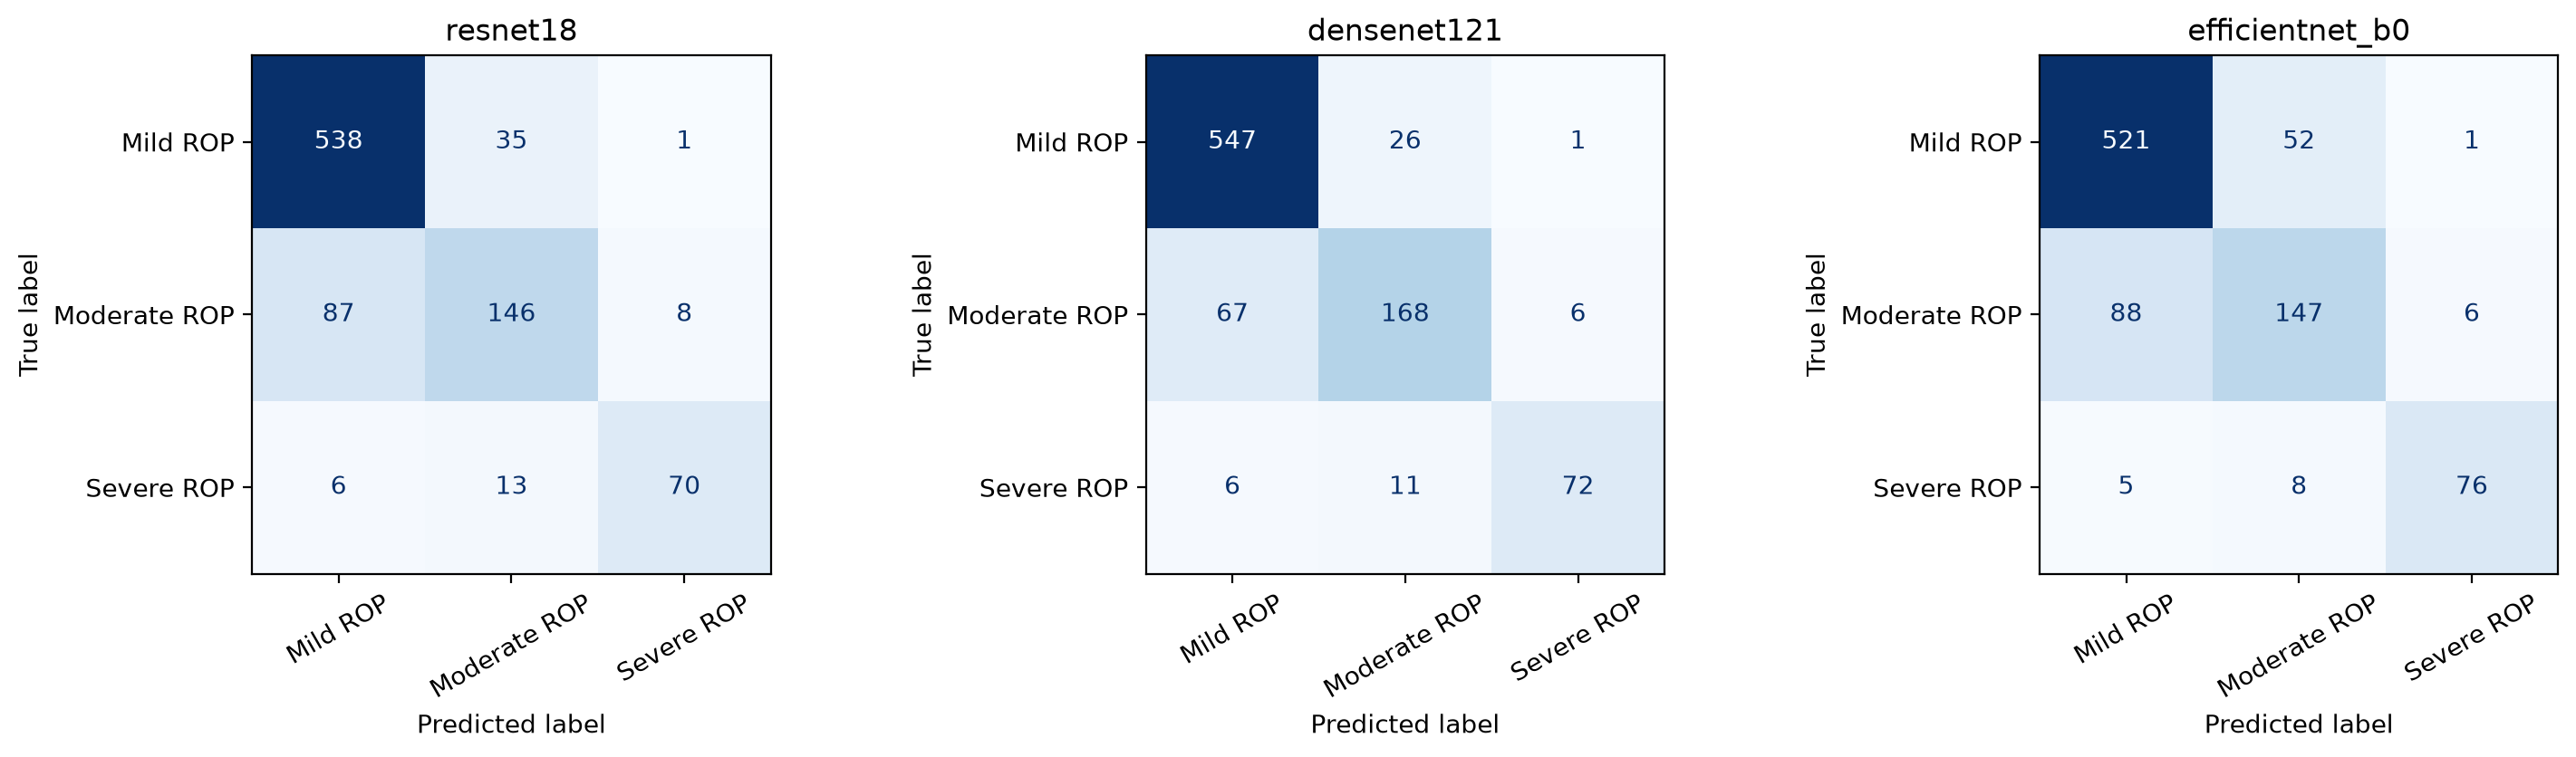 resnet18
True label
Mild ROP 538 35 1
Moderate ROP 87 146 8
Severe ROP 6 13 70
Mild ROP Moderate ROP Severe ROP
Predicted label
densenet121
True label
Mild ROP 547 26 1
Moderate ROP 67 168 6
Severe ROP 6 11 72
Mild ROP Moderate ROP Severe ROP
Predicted label
efficientnet_b0
True label
Mild ROP 521 52 1
Moderate ROP 88 147 6
Severe ROP 5 8 76
Mild ROP Moderate ROP Severe ROP
Predicted label